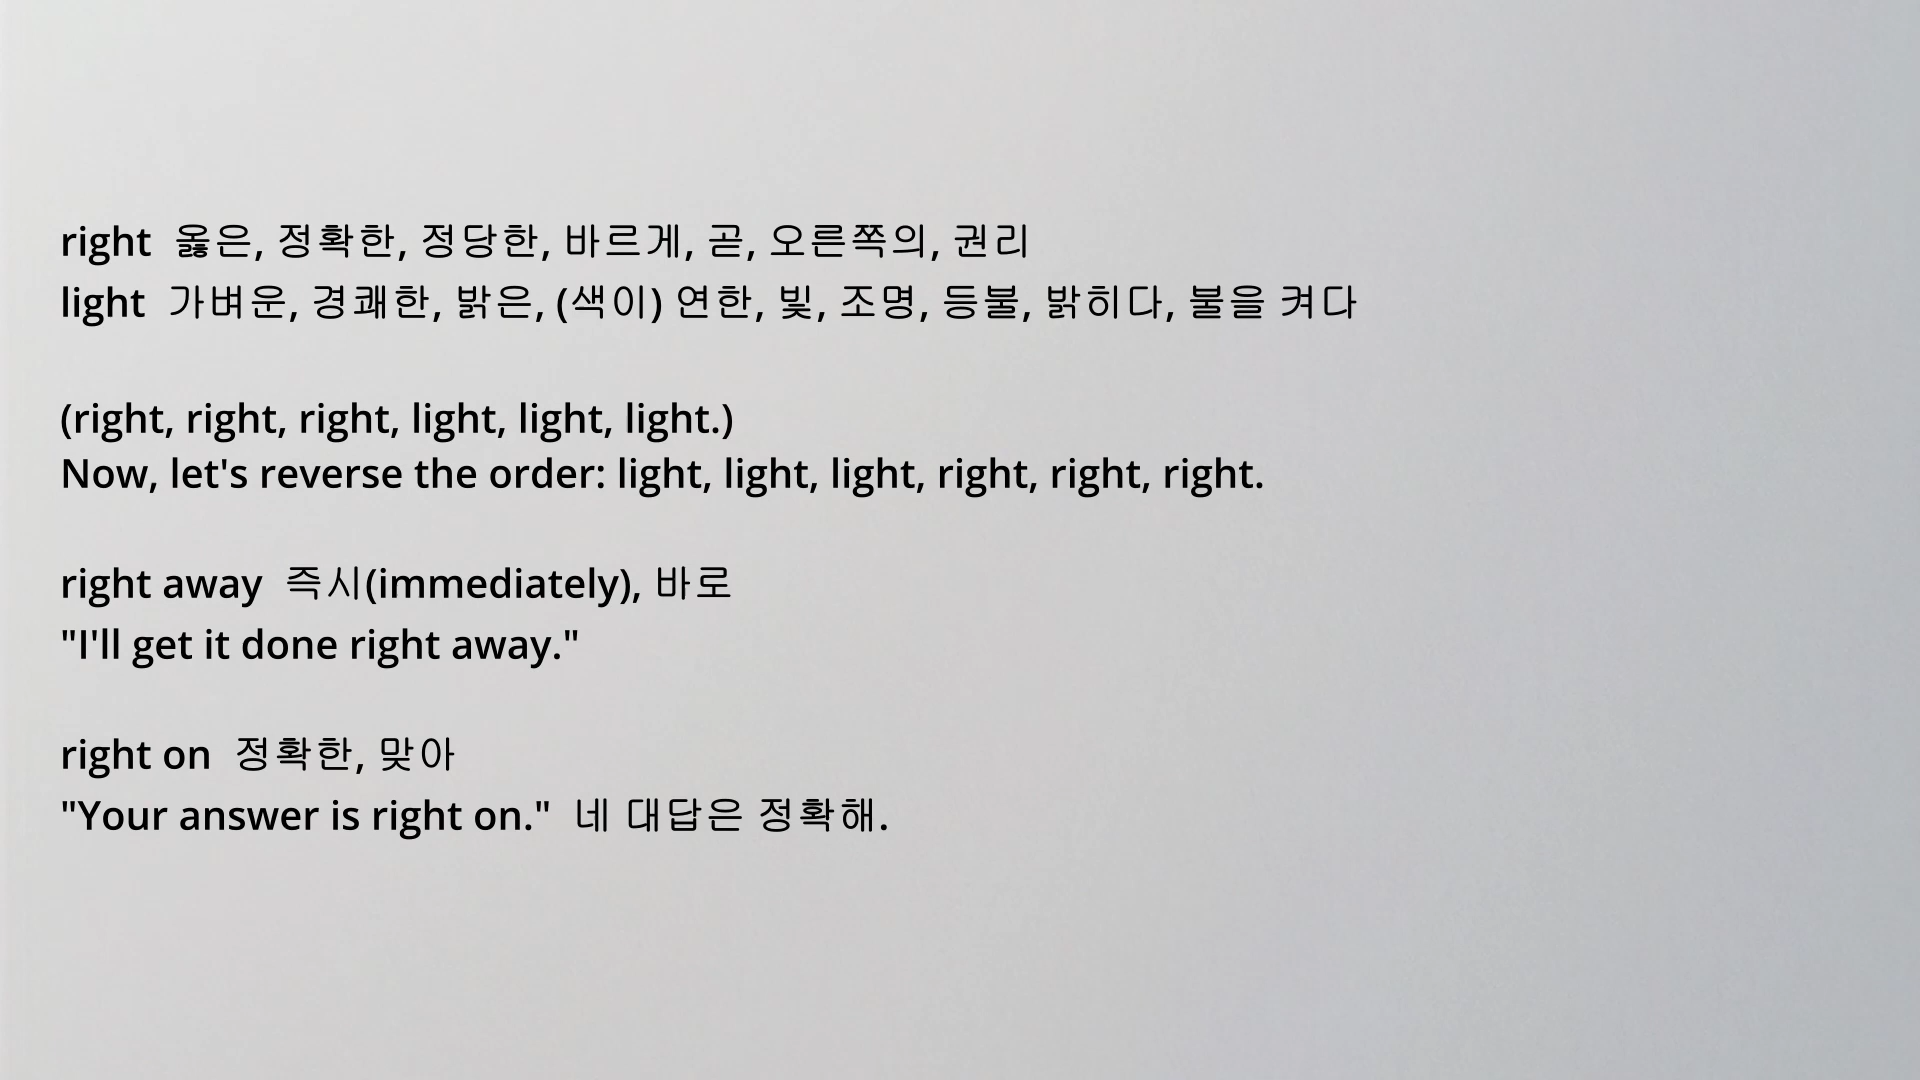 right 옳은, 정확한, 정당한, 바르게, 곧, 오른쪽의, 권리
light 가벼운, 경쾌한, 밝은, (색이) 연한, 빛, 조명, 등불, 밝히다, 불을 켜다
(right, right, right, light, light, light.)
Now, let's reverse the order: light, light, light, right, right, right.
right away 즉시(immediately), 바로
"I'll get it done right away."
right on 정확한, 맞아
"Your answer is right on." 네 대답은 정확해.